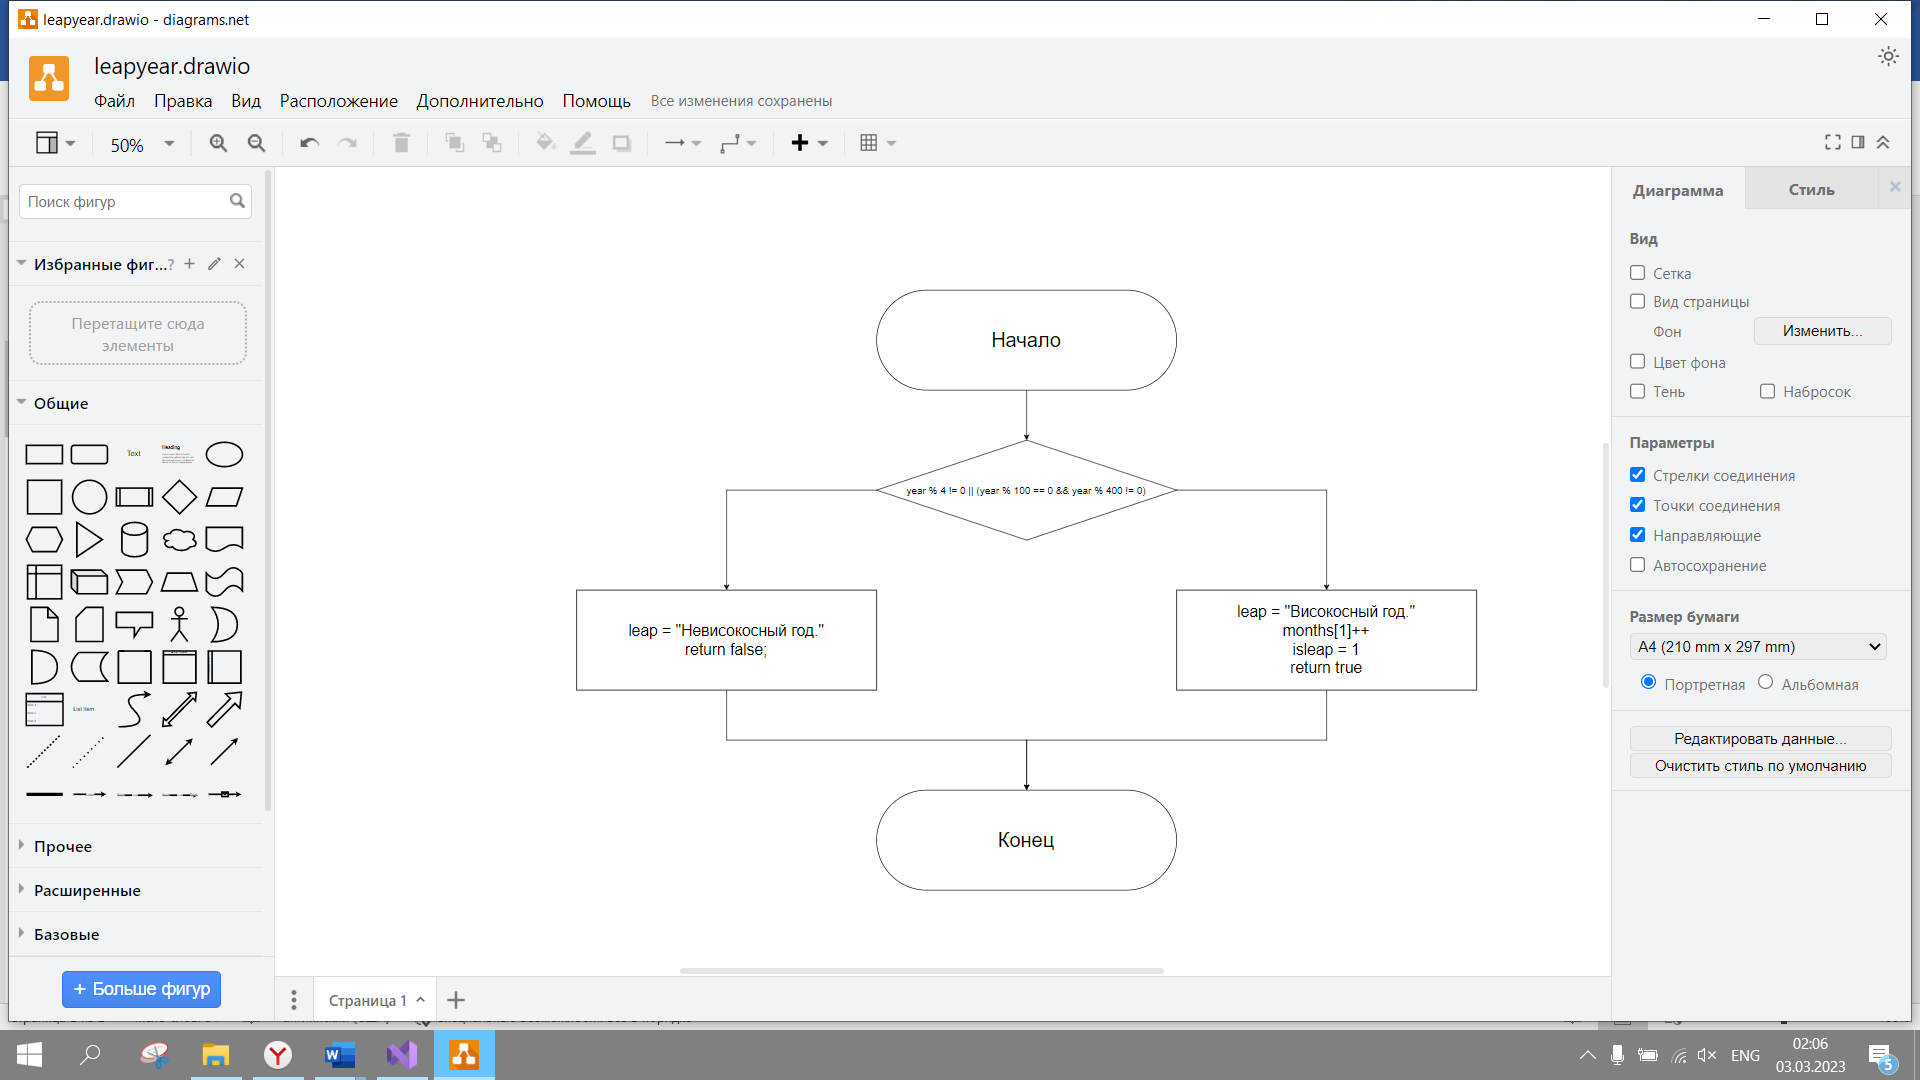 leapyear.drawio - diagrams.net
leapyear.drawio
Файл Правка Вид Расположение Дополнительно Помощь Все изменения сохранены
50%
Поиск фигур
Избранные фиг...?
Перетащите сюда
элементы
Общие
Text
Heading
List Item
Прочее
Расширенные
Базовые
+ Больше фигур
Начало
year % 4 != 0 || (year % 100 == 0 && year % 400 != 0)
leap = "Невисокосный год."
return false;
leap = "Високосный год."
months[1]++
isleap = 1
return true
Конец
Страница 1
Диаграмма Стиль
Вид
Сетка
Вид страницы
Фон Изменить...
Цвет фона
Тень Набросок
Параметры
Стрелки соединения
Точки соединения
Направляющие
Автосохранение
Размер бумаги
A4 (210 mm x 297 mm)
Портретная Альбомная
Редактировать данные...
Очистить стиль по умолчанию
ENG
02:06
03.03.2023
5